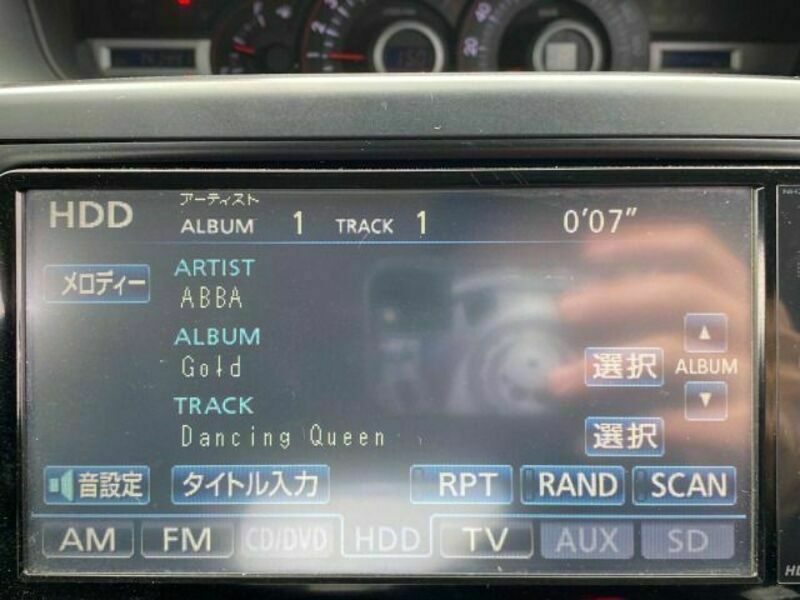 アーティスト
HDD ALBUM 1 TRACK 1 0'07"
メロディー
ARTIST
ABBA
ALBUM
Gold
選択 ALBUM
TRACK
Dancing Queen
選択
音設定 タイトル入力 RPT RAND SCAN
AM FM CD/DVD HDD TV AUX SD